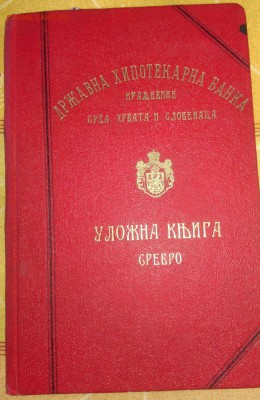 ДРЖАВНА ХИПОТЕКАРНА БАНКА
КРАЉЕВИНЕ
СРБА ХРВАТА И СЛОВЕНАЦА
УЛОЖНА КЊИГА
СРЕБРО